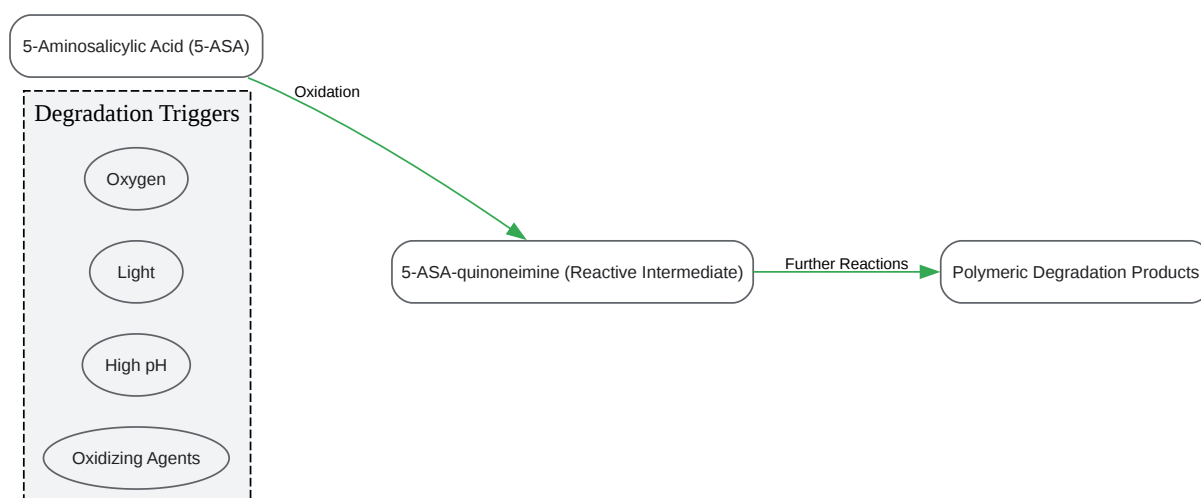 5-Aminosalicylic Acid (5-ASA)
Oxidation
Degradation Triggers
Oxygen
Light
High pH
Oxidizing Agents
5-ASA-quinoneimine (Reactive Intermediate)
Further Reactions
Polymeric Degradation Products